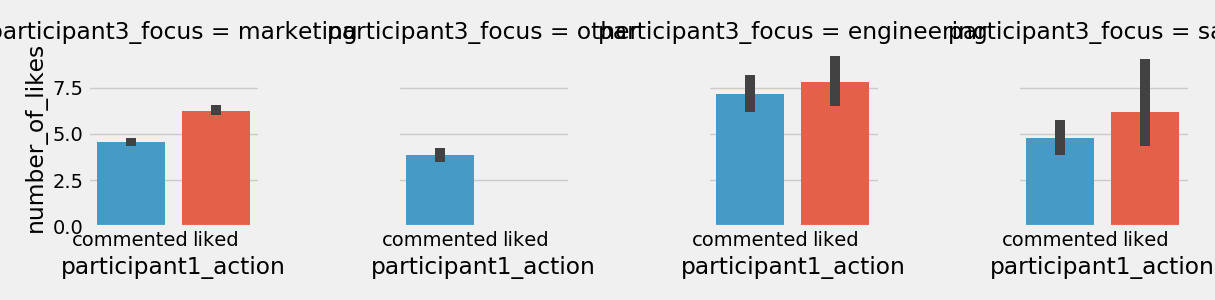 participant3_focus = marketing
participant3_focus = other
participant3_focus = engineering
participant3_focus =
number_of_likes
7.5
5.0
2.5
0.0
commented liked
commented liked
commented liked
commented liked
participant1_action
participant1_action
participant1_action
participant1_action